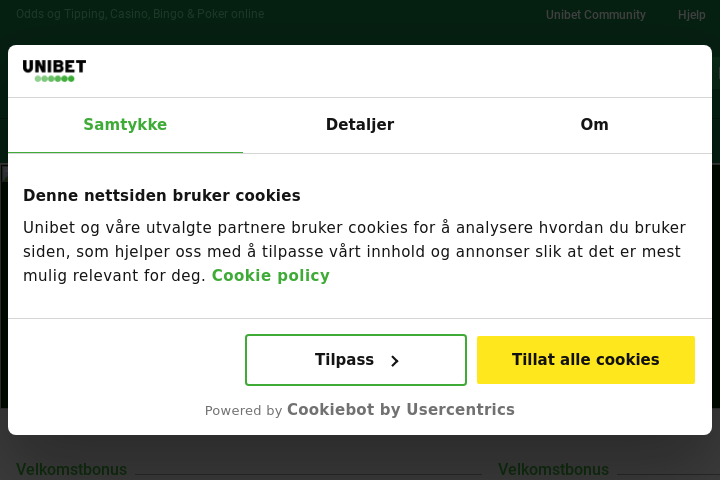 Odds og Tipping, Casino, Bingo & Poker online
Unibet Community
Hjelp
UNIBET
Samtykke
Detaljer
Om
Denne nettsiden bruker cookies
Unibet og våre utvalgte partnere bruker cookies for å analysere hvordan du bruker
siden, som hjelper oss med å tilpasse vårt innhold og annonser slik at det er mest
mulig relevant for deg. Cookie policy
Tilpass
Tillat alle cookies
Powered by Cookiebot by Usercentrics
Velkomstbonus
Velkomstbonus